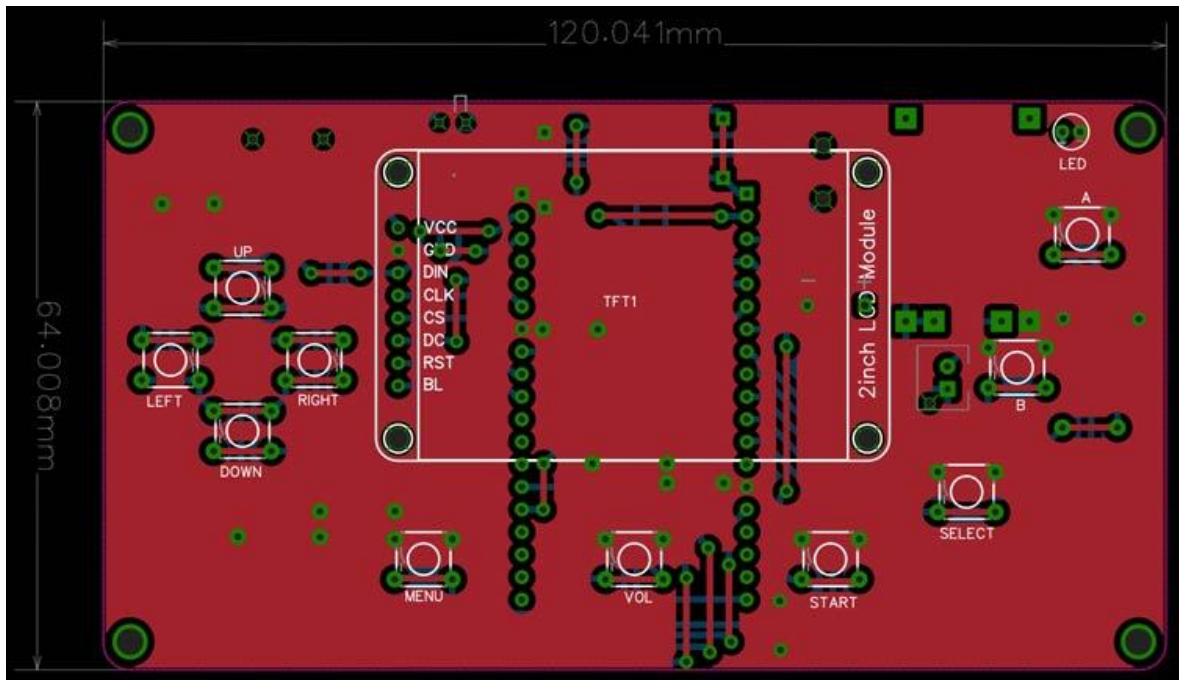 120.041mm
64.008mm
LED
A
VCC
GND
DIN
CLK
CS
DC
RST
BL
UP
TFT1
2inch LCD Module
LEFT
RIGHT
B
DOWN
SELECT
MENU
VOL
START